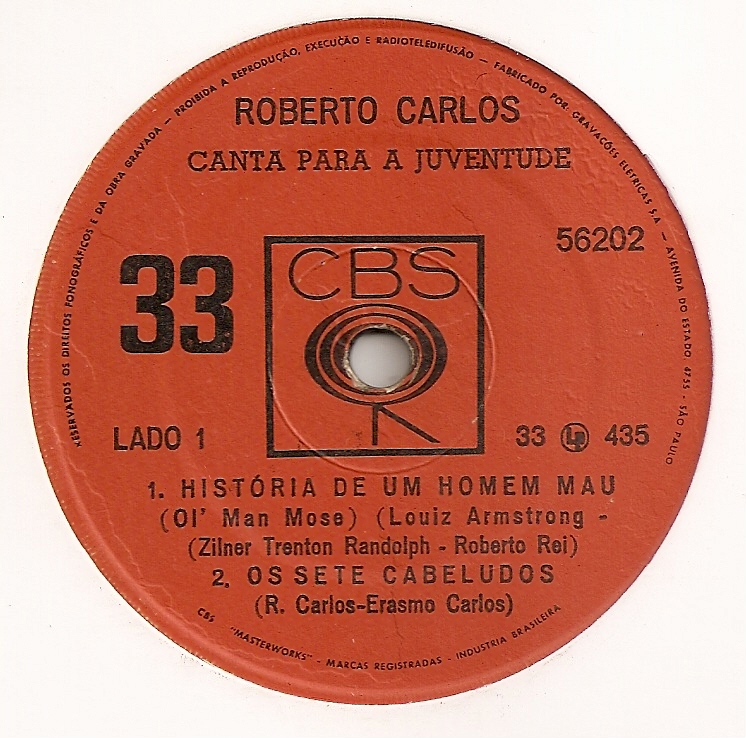 RESERVADOS OS DIREITOS FONOGRÁFICOS E DA OBRA GRAVADA — PROIBIDA A REPRODUÇÃO, EXECUÇÃO E RADIOTELEDIFUSÃO — FABRICADO POR: GRAVAÇÕES ELETRICAS S.A. — AVENIDA DO ESTADO, 4755 - SÃO PAULO
ROBERTO CARLOS
CANTA PARA A JUVENTUDE
56202
33
CBS
LADO 1
33 LP 435
1. HISTÓRIA DE UM HOMEM MAU
(Ol' Man Mose) (Louiz Armstrong -
(Zilner Trenton Randolph - Roberto Rei)
2. OS SETE CABELUDOS
(R. Carlos-Erasmo Carlos)
CBS "MASTERWORKS" - MARCAS REGISTRADAS - INDUSTRIA BRASILEIRA